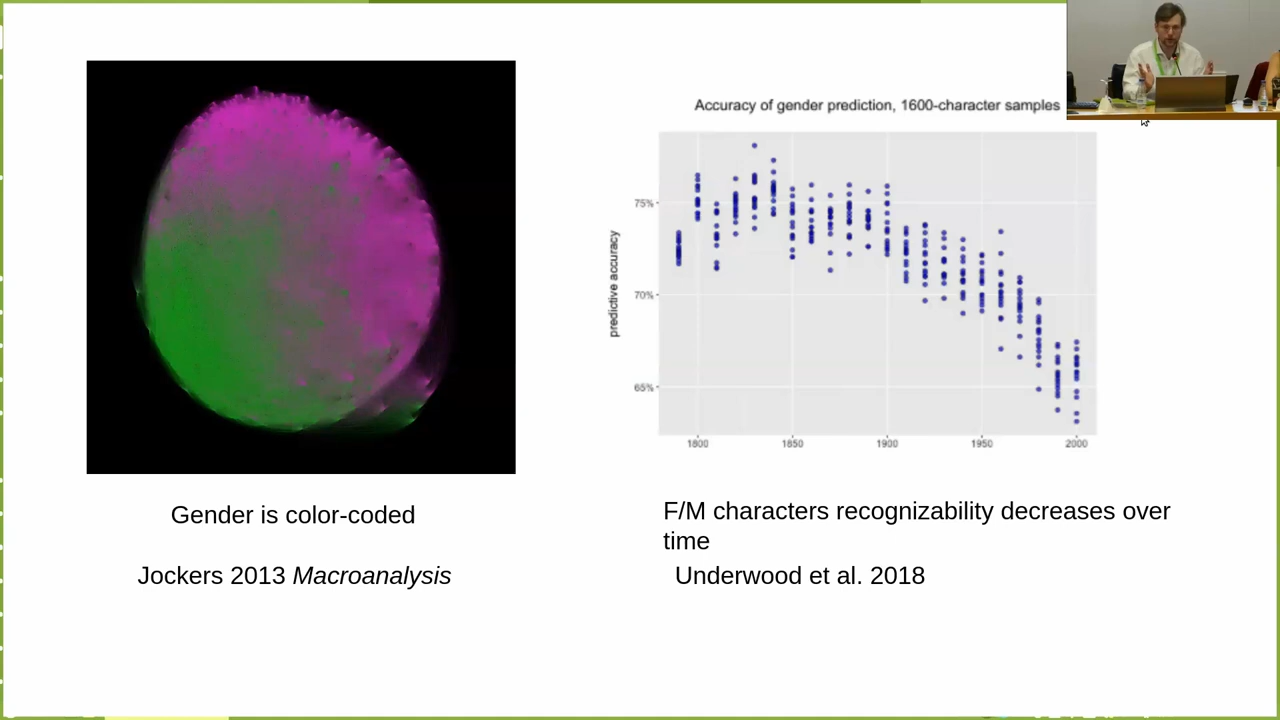 Accuracy of gender prediction, 1600-character samples
predictive accuracy
75%
70%
65%
1800
1850
1900
1950
2000
Gender is color-coded
Jockers 2013 Macroanalysis
F/M characters recognizability decreases over
time
Underwood et al. 2018